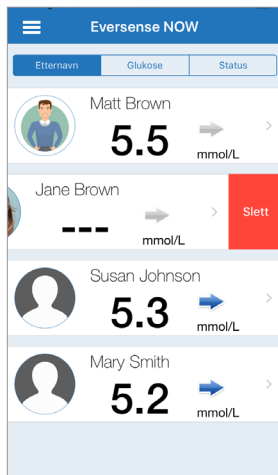 Eversense NOW
Etternavn Glukose Status
Matt Brown
5.5
mmol/L
Jane Brown
---
mmol/L
Slett
Susan Johnson
5.3
mmol/L
Mary Smith
5.2
mmol/L